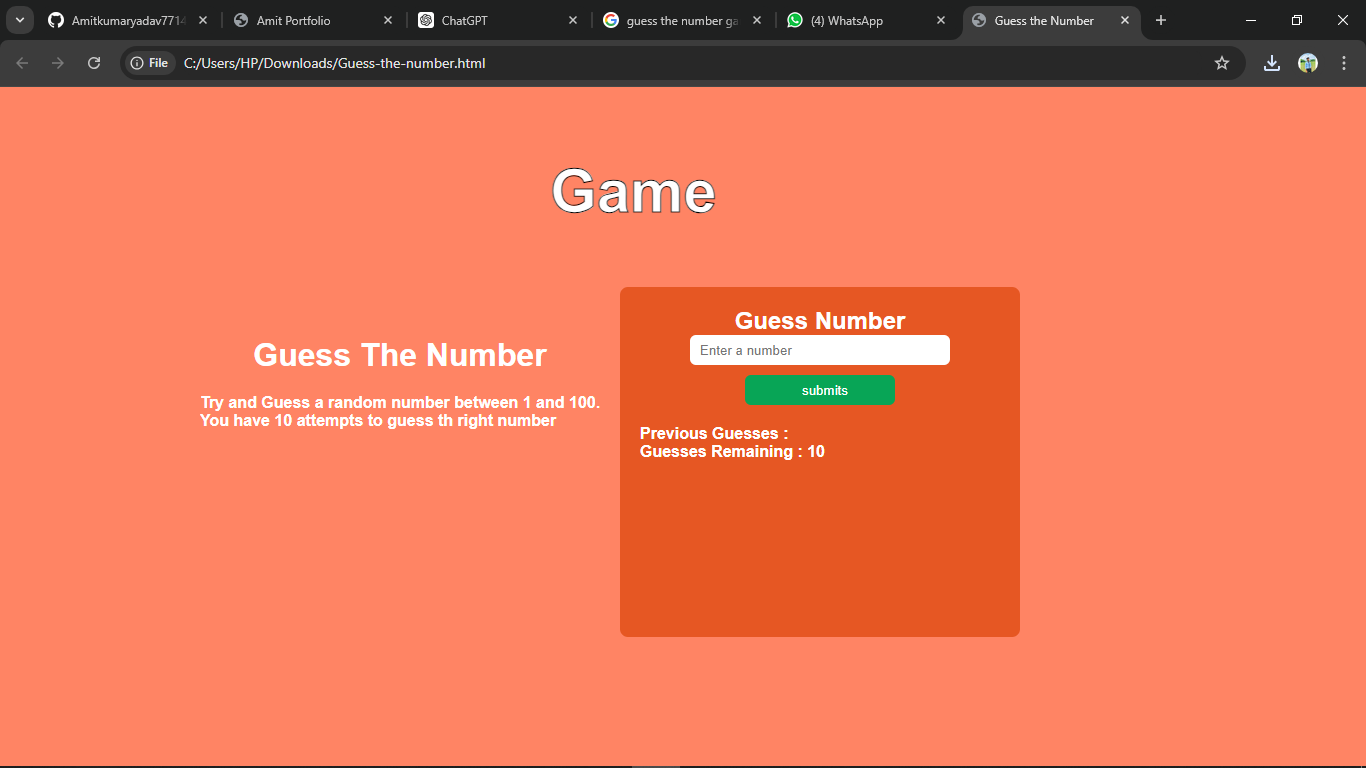 Amitkumaryadav7714
Amit Portfolio
ChatGPT
guess the number ga
(4) WhatsApp
Guess the Number
File
C:/Users/HP/Downloads/Guess-the-number.html
Game
Guess The Number
Try and Guess a random number between 1 and 100.
You have 10 attempts to guess th right number
Guess Number
Enter a number
submits
Previous Guesses :
Guesses Remaining : 10